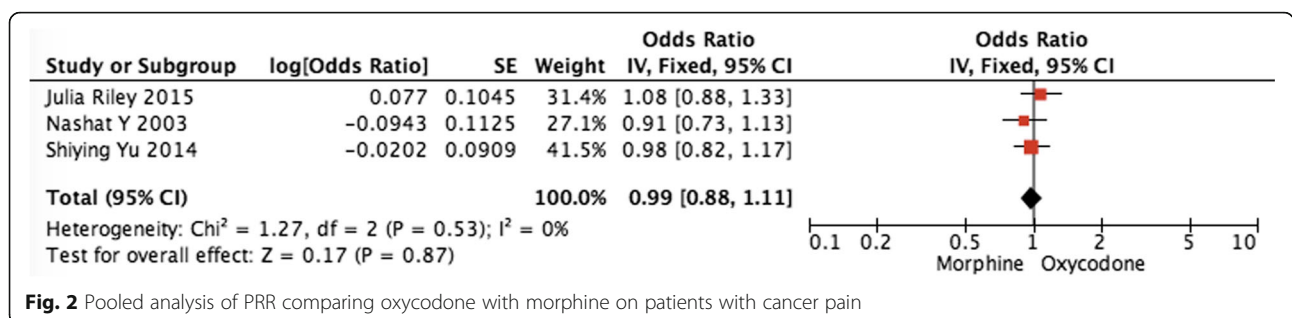 Odds Ratio Odds Ratio
Study or Subgroup log[Odds Ratio] SE Weight IV, Fixed, 95% CI IV, Fixed, 95% CI
Julia Riley 2015 0.077 0.1045 31.4% 1.08 [0.88, 1.33]
Nashat Y 2003 −0.0943 0.1125 27.1% 0.91 [0.73, 1.13]
Shiying Yu 2014 −0.0202 0.0909 41.5% 0.98 [0.82, 1.17]
Total (95% CI) 100.0% 0.99 [0.88, 1.11]
Heterogeneity: Chi² = 1.27, df = 2 (P = 0.53); I² = 0%
Test for overall effect: Z = 0.17 (P = 0.87)
0.1 0.2 0.5 1 2 5 10
Morphine Oxycodone
Fig. 2 Pooled analysis of PRR comparing oxycodone with morphine on patients with cancer pain